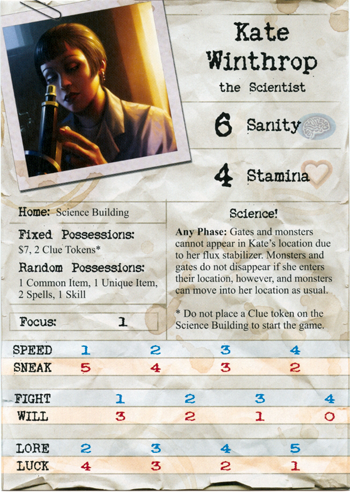 Kate
Winthrop
the Scientist
6 Sanity
4 Stamina
Home: Science Building
Fixed Possessions:
$7, 2 Clue Tokens*
Random Possessions:
1 Common Item, 1 Unique Item,
2 Spells, 1 Skill
Focus: 1
Science!
Any Phase: Gates and monsters
cannot appear in Kate's location due
to her flux stabilizer. Monsters and
gates do not disappear if she enters
their location, however, and monsters
can move into her location as usual.
* Do not place a Clue token on the
Science Building to start the game.
SPEED 1 2 3 4
SNEAK 5 4 3 2
FIGHT 1 2 3 4
WILL 3 2 1 0
LORE 2 3 4 5
LUCK 4 3 2 1